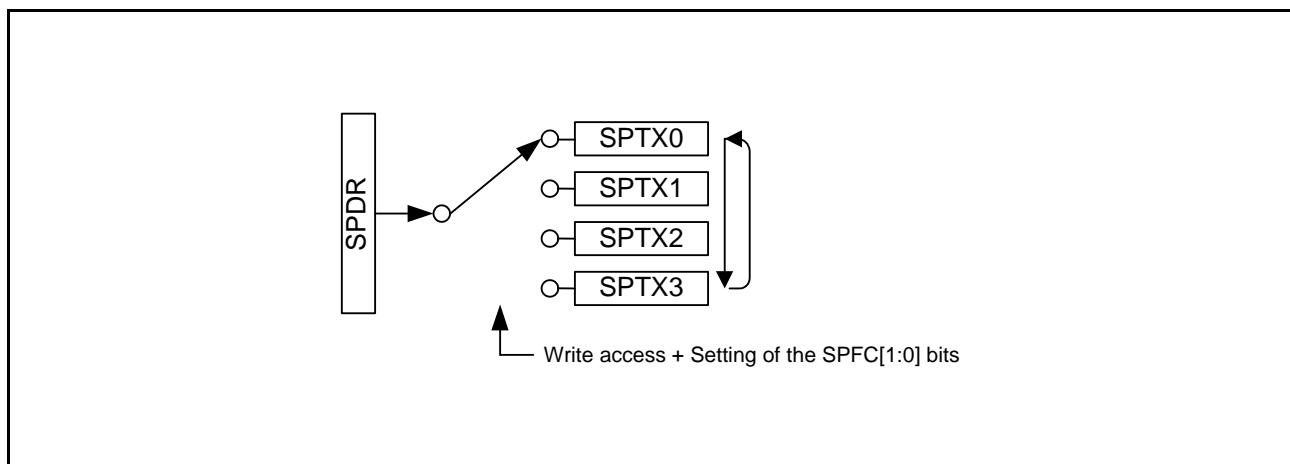 SPDR
SPTX0
SPTX1
SPTX2
SPTX3
Write access + Setting of the SPFC[1:0] bits